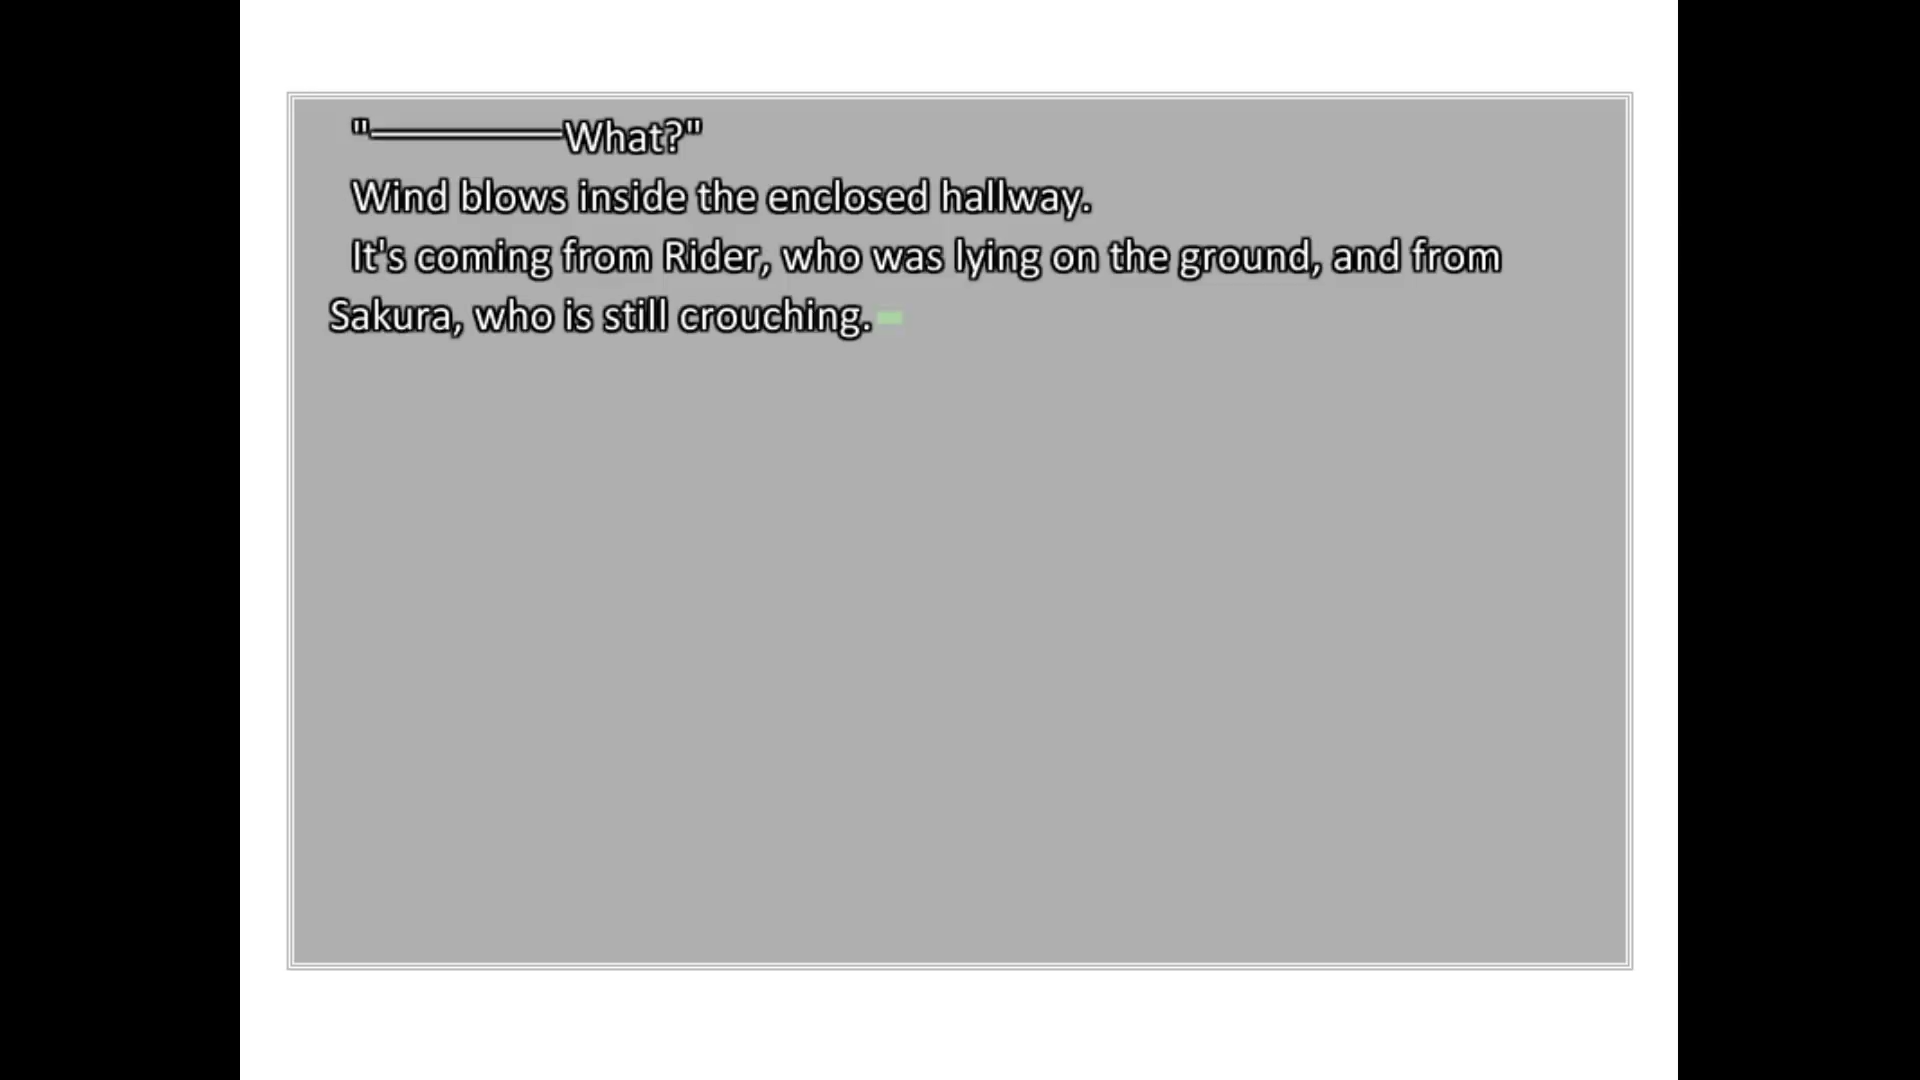 "————————What?"
Wind blows inside the enclosed hallway.
It's coming from Rider, who was lying on the ground, and from
Sakura, who is still crouching.